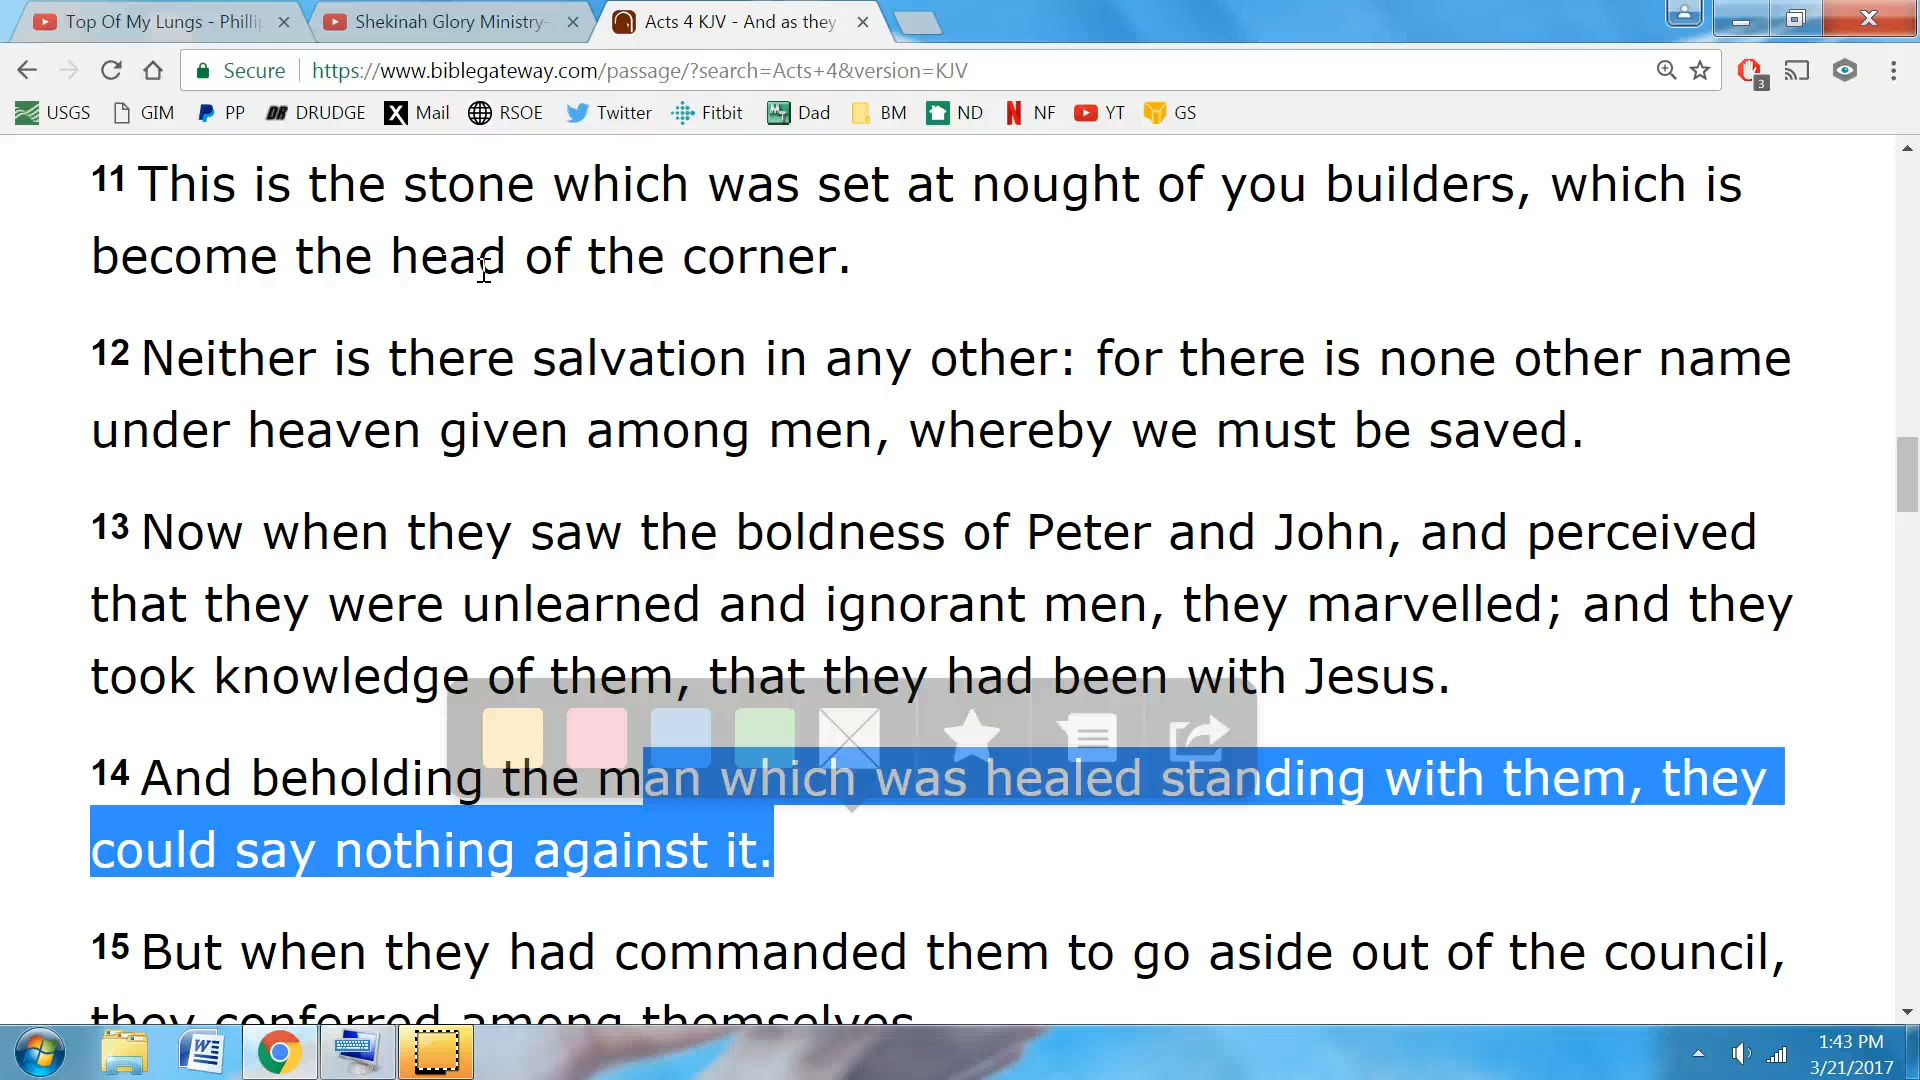 Top Of My Lungs - Philli
Shekinah Glory Ministry-
Acts 4 KJV - And as they
Secure https://www.biblegateway.com/passage/?search=Acts+4&version=KJV
3
USGS GIM PP DRUDGE Mail RSOE Twitter Fitbit Dad BM ND NF YT GS
11 This is the stone which was set at nought of you builders, which is
become the head of the corner.
12 Neither is there salvation in any other: for there is none other name
under heaven given among men, whereby we must be saved.
13 Now when they saw the boldness of Peter and John, and perceived
that they were unlearned and ignorant men, they marvelled; and they
took knowledge of them, that they had been with Jesus.
14 And beholding the man which was healed standing with them, they
could say nothing against it.
15 But when they had commanded them to go aside out of the council,
they conferred among themselves
1:43 PM
3/21/2017